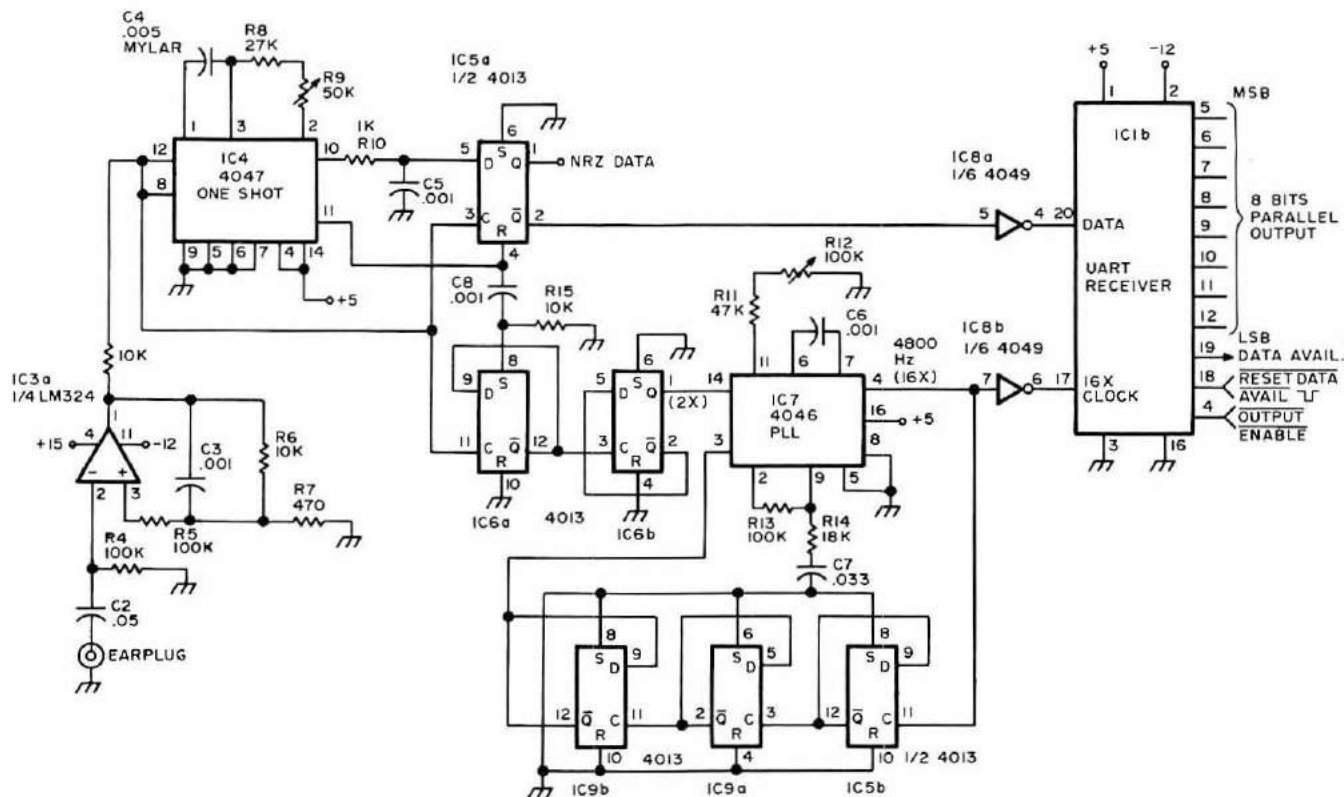 C4
.005
MYLAR
R8
27K
R9
50K
1
3
2
12
8
IC4
4047
ONE SHOT
10
11
9
5
6
7
4
14
+5
1K
R10
C5
.001
IC5a
1/2 4013
6
5
D
S
Q
1
NRZ DATA
3
C
Q̅
2
R
4
C8
.001
R15
10K
8
9
D
S
11
C
Q̅
12
R
10
IC6a
4013
6
5
D
S
Q
1
(2X)
3
C
Q̅
2
R
4
IC6b
R12
100K
R11
47K
C6
.001
11
6
7
14
IC7
4046
PLL
3
4
16
+5
8
2
9
5
4800
Hz
(16X)
R13
100K
R14
18K
C7
.033
IC8a
1/6 4049
5
4
20
IC8b
1/6 4049
7
6
17
+5
-12
1
2
IC1b
DATA
UART
RECEIVER
16X
CLOCK
3
16
MSB
5
6
7
8
9
10
11
12
8 BITS
PARALLEL
OUTPUT
LSB
19
DATA AVAIL.
18
RESET DATA
AVAIL
4
OUTPUT
ENABLE
10K
IC3a
1/4 LM324
1
+15
4
11
-12
-
+
2
3
C3
.001
R6
10K
R7
470
R5
100K
R4
100K
C2
.05
EARPLUG
8
S
D
9
12
Q̅
C
11
R
10
4013
IC9b
6
S
D
5
2
Q̅
C
3
R
4
IC9a
8
S
D
9
12
Q̅
C
11
R
10
1/2 4013
IC5b